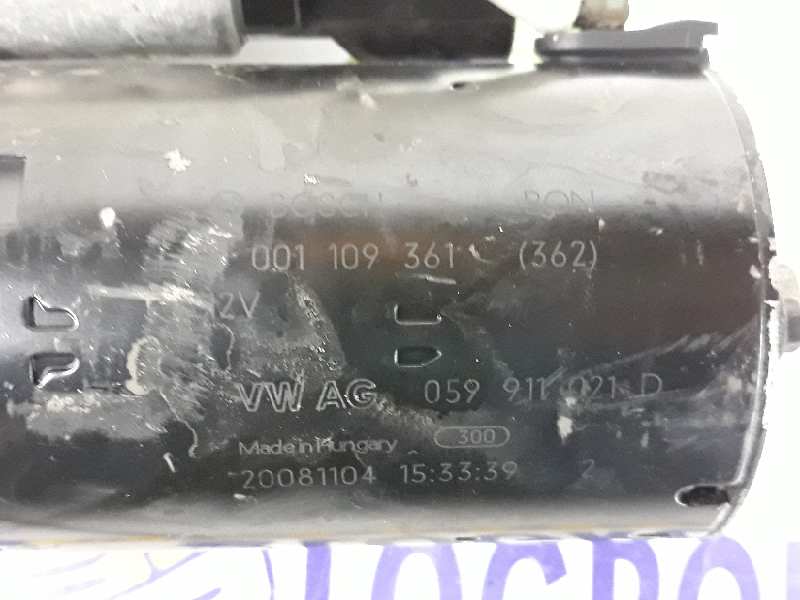 BOSCH BQN
001 109 361 (362)
12V
VW AG 059 911 021 D
Made in Hungary 300
20081104 15:33:39 2